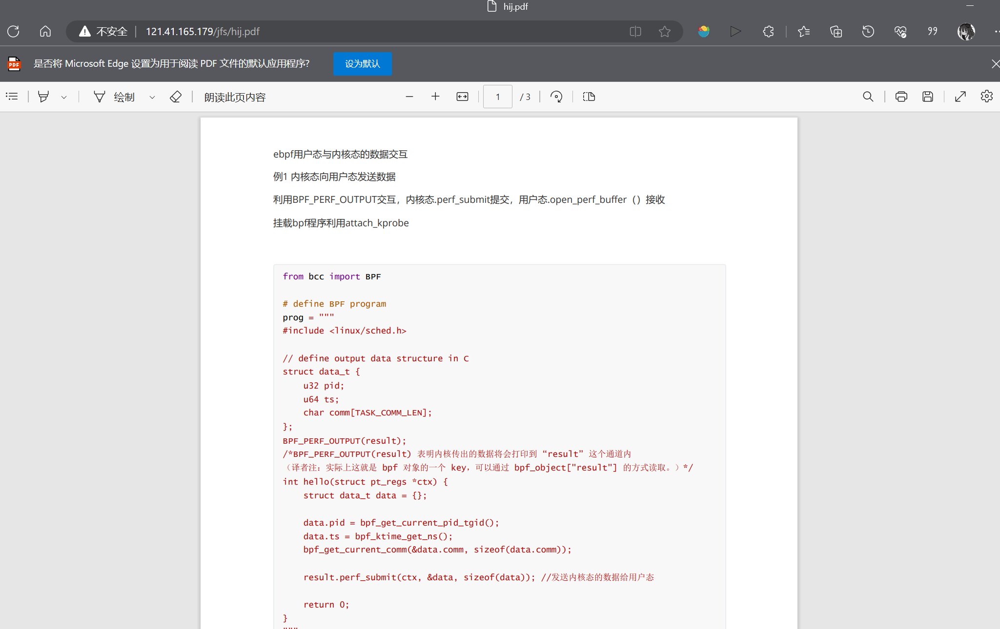 hij.pdf
不安全 121.41.165.179/jfs/hij.pdf
PDF 是否将 Microsoft Edge 设置为用于阅读 PDF 文件的默认应用程序? 设为默认
绘制 朗读此页内容 1 / 3
ebpf用户态与内核态的数据交互
例1 内核态向用户态发送数据
利用BPF_PERF_OUTPUT交互，内核态.perf_submit提交，用户态.open_perf_buffer（）接收
挂载bpf程序利用attach_kprobe
from bcc import BPF
# define BPF program
prog = """
#include <linux/sched.h>
// define output data structure in C
struct data_t {
    u32 pid;
    u64 ts;
    char comm[TASK_COMM_LEN];
};
BPF_PERF_OUTPUT(result);
/*BPF_PERF_OUTPUT(result) 表明内核传出的数据将会打印到 “result” 这个通道内
（译者注：实际上这就是 bpf 对象的一个 key，可以通过 bpf_object["result"] 的方式读取。）*/
int hello(struct pt_regs *ctx) {
    struct data_t data = {};
    data.pid = bpf_get_current_pid_tgid();
    data.ts = bpf_ktime_get_ns();
    bpf_get_current_comm(&data.comm, sizeof(data.comm));
    result.perf_submit(ctx, &data, sizeof(data)); //发送内核态的数据给用户态
    return 0;
}
"""